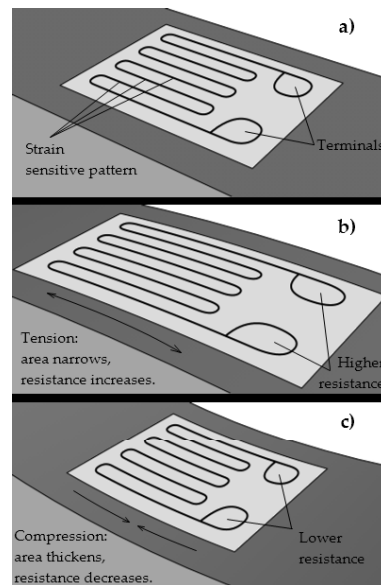 a)
Strain
sensitive pattern
Terminals
b)
Tension:
area narrows,
resistance increases.
Higher
resistance
c)
Compression:
area thickens,
resistance decreases.
Lower
resistance